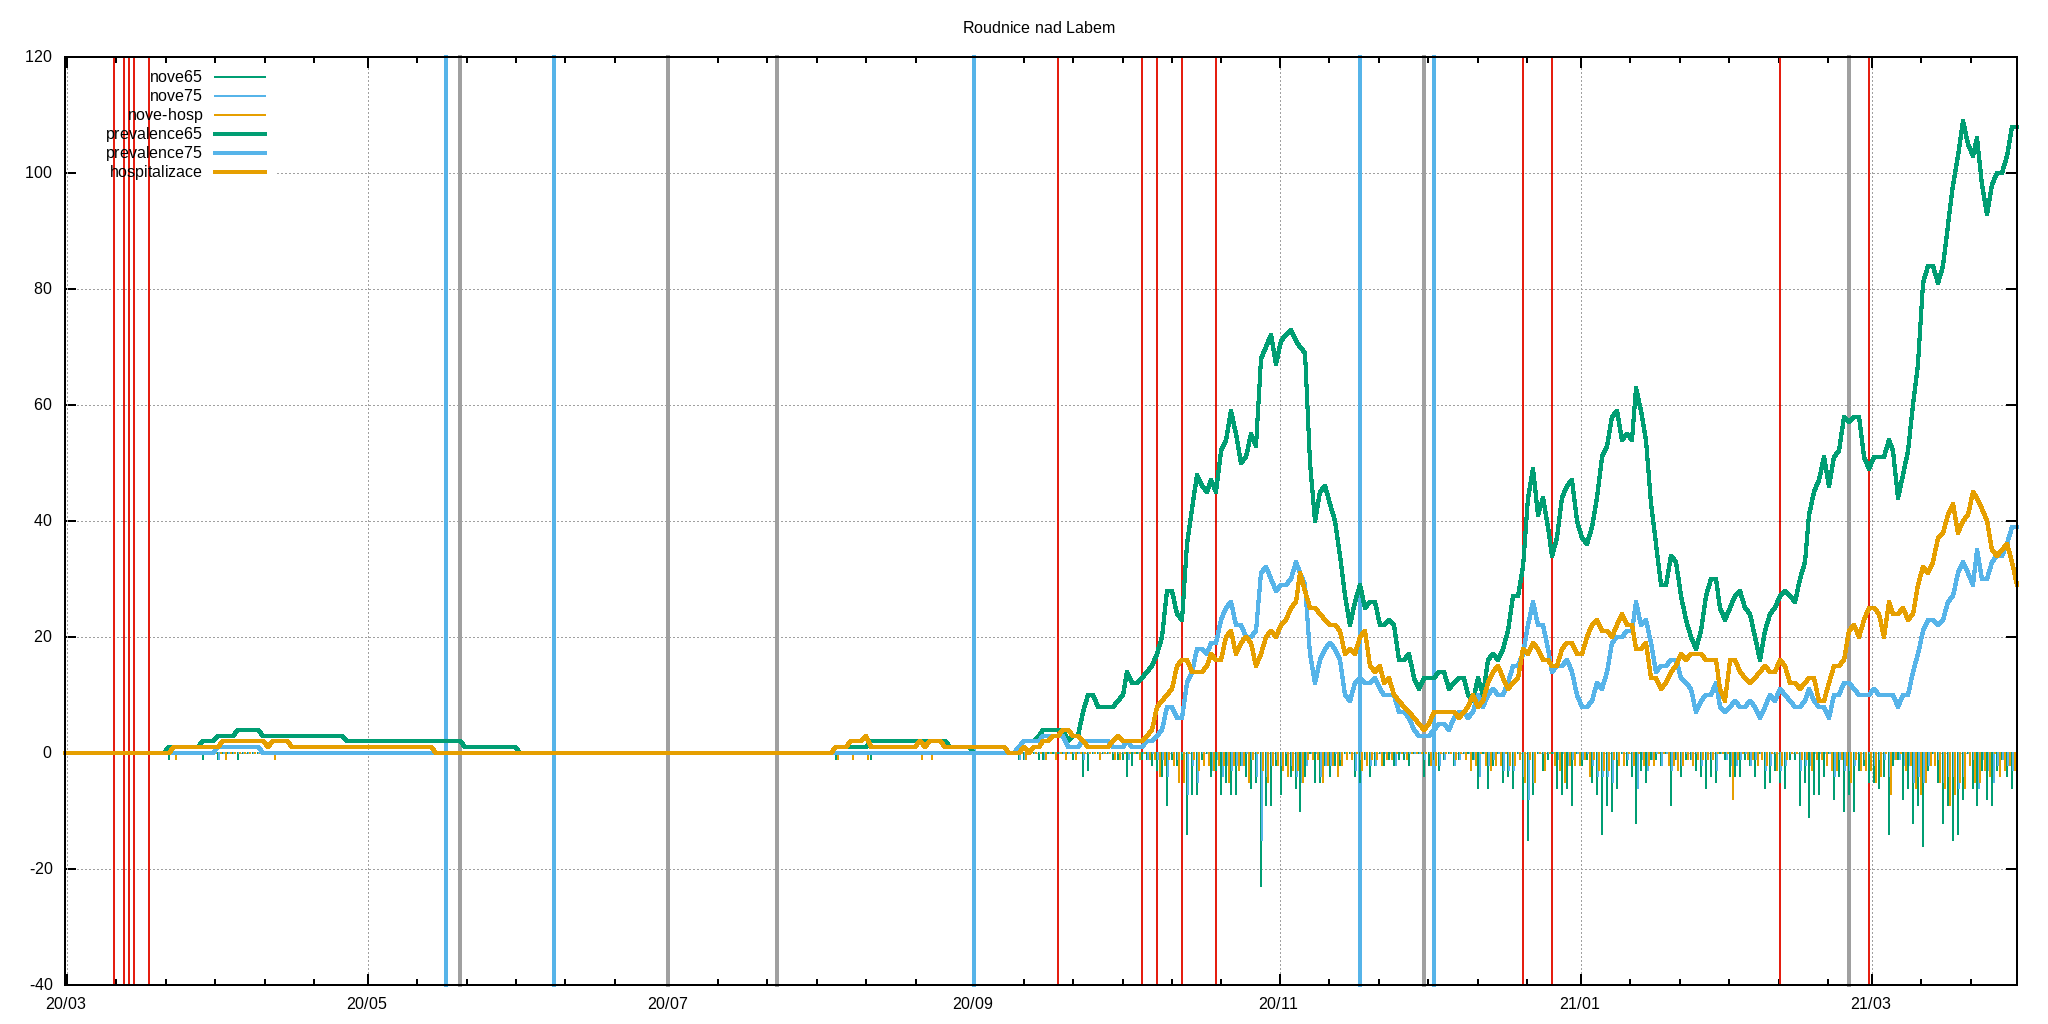 Roudnice nad Labem
120
100
80
60
40
20
0
-20
-40
nove65
nove75
nove-hosp
prevalence65
prevalence75
hospitalizace
20/03 20/05 20/07 20/09 20/11 21/01 21/03